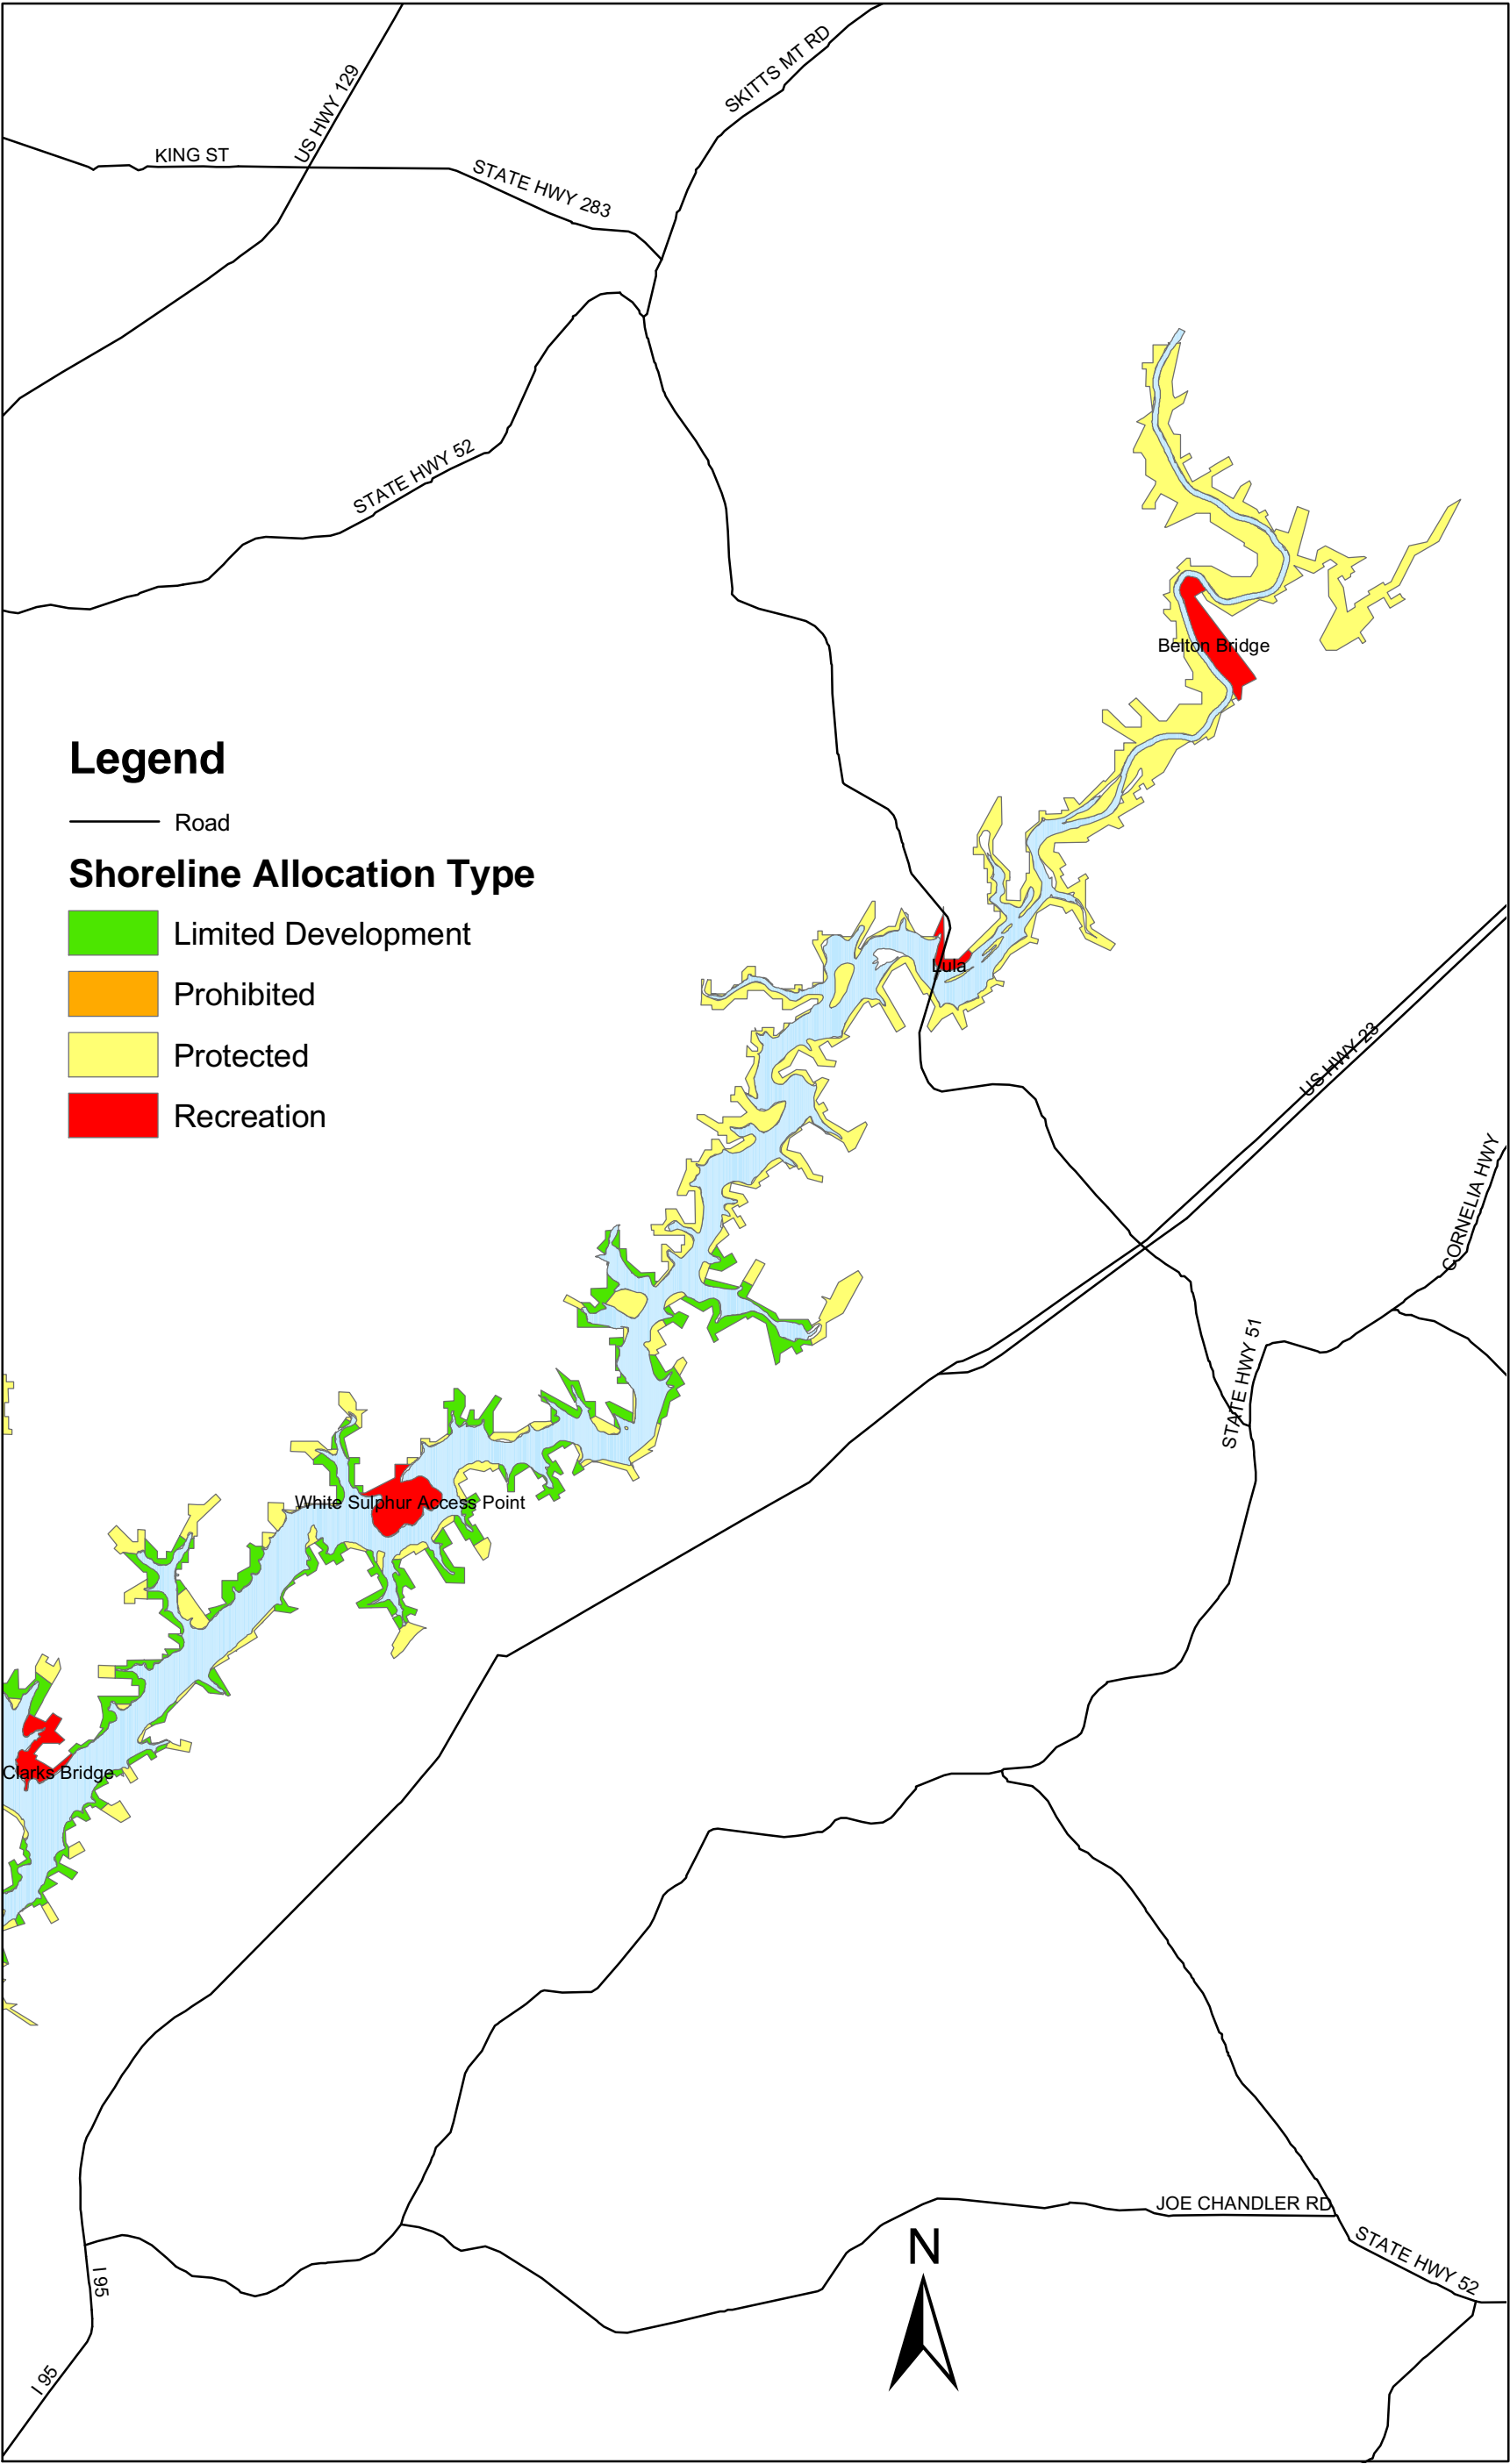 SKITTS MT RD
US HWY 129
KING ST
STATE HWY 283
STATE HWY 52
Belton Bridge
Legend
Road
Shoreline Allocation Type
Limited Development
Prohibited
Protected
Recreation
Lula
US HWY 23
CORNELIA HWY
STATE HWY 51
White Sulphur Access Point
Clarks Bridge
JOE CHANDLER RD
STATE HWY 52
N
I 95
I 95